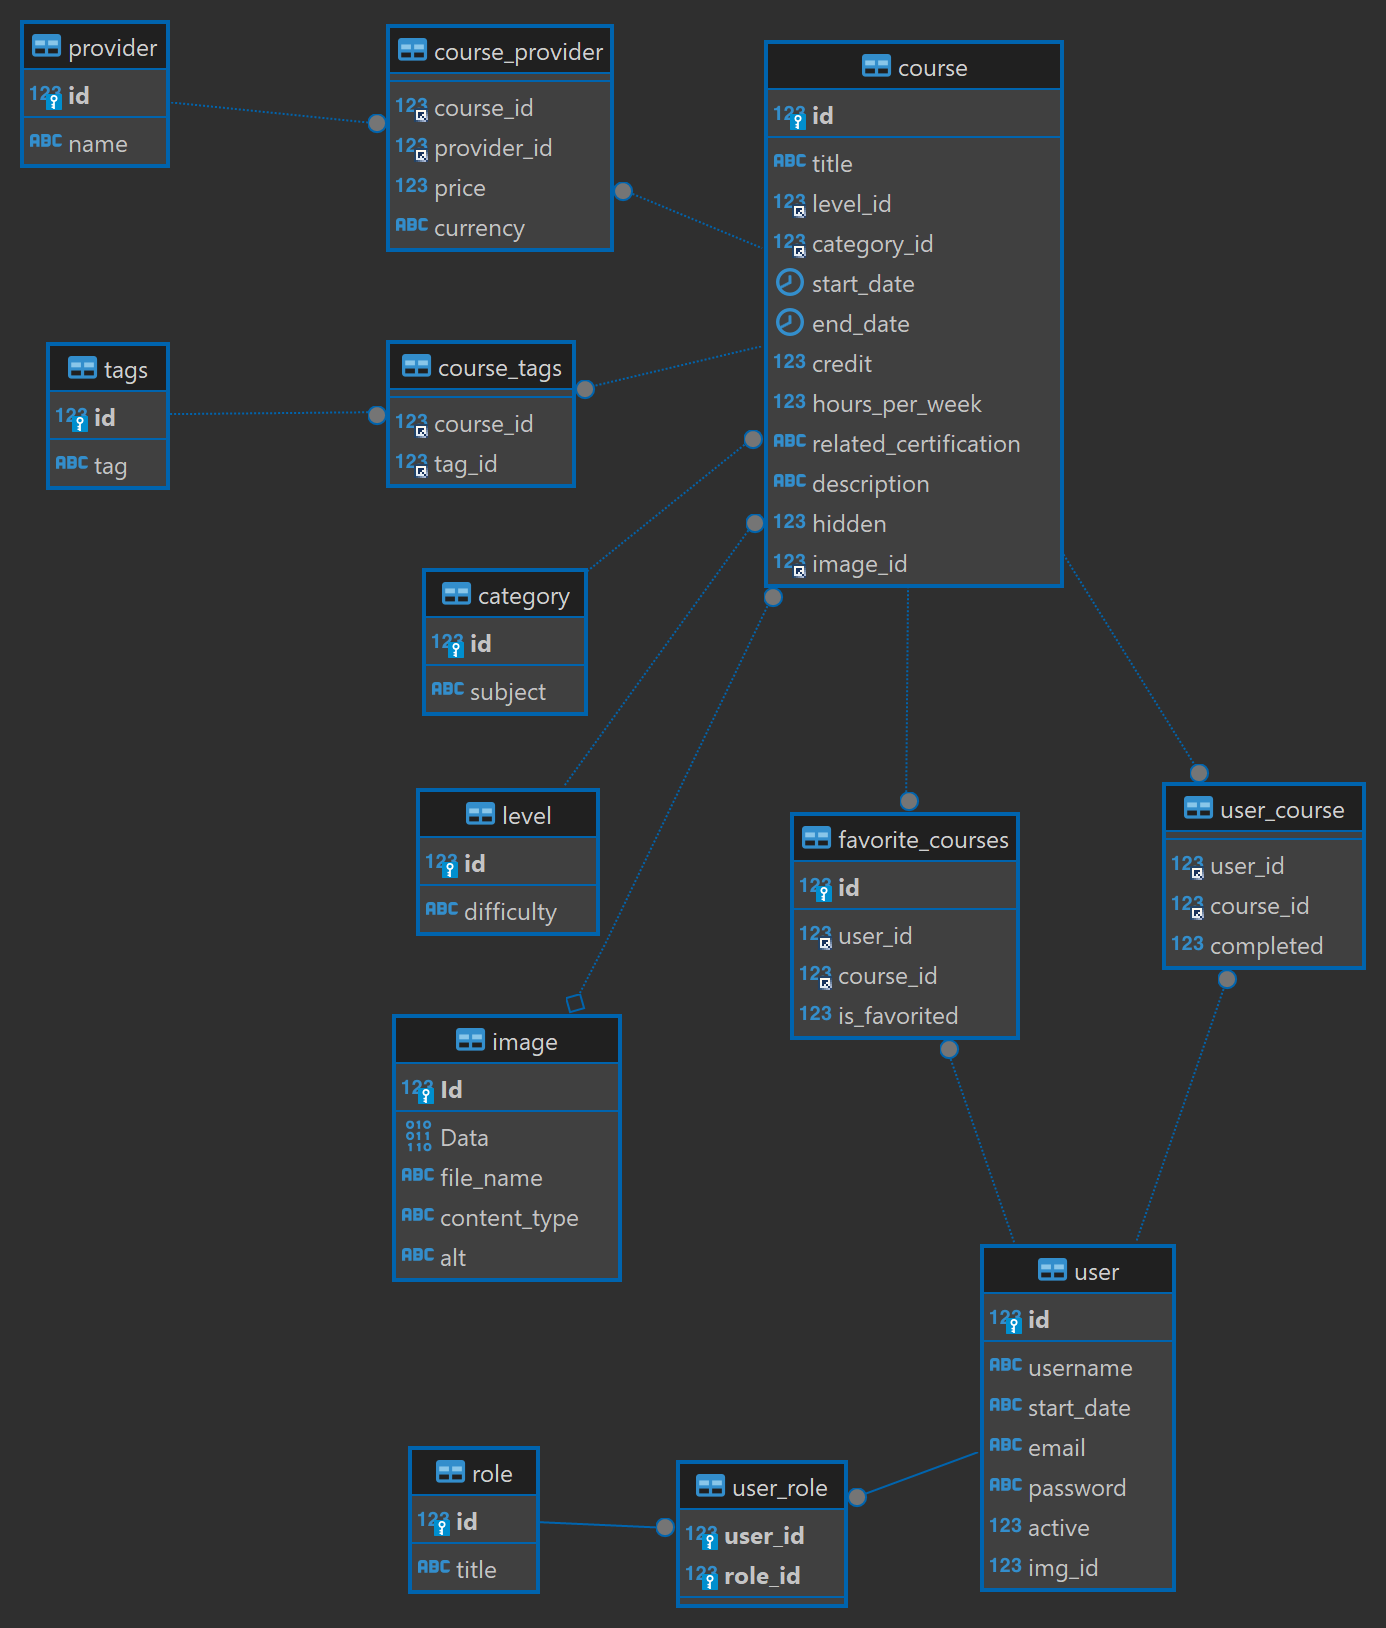 provider
123 id
ABC name
course_provider
123 course_id
123 provider_id
123 price
ABC currency
course
123 id
ABC title
123 level_id
123 category_id
start_date
end_date
123 credit
123 hours_per_week
ABC related_certification
ABC description
123 hidden
123 image_id
tags
123 id
ABC tag
course_tags
123 course_id
123 tag_id
category
123 id
ABC subject
level
123 id
ABC difficulty
favorite_courses
123 id
123 user_id
123 course_id
123 is_favorited
user_course
123 user_id
123 course_id
123 completed
image
123 Id
010
011
110 Data
ABC file_name
ABC content_type
ABC alt
user
123 id
ABC username
ABC start_date
ABC email
ABC password
123 active
123 img_id
role
123 id
ABC title
user_role
123 user_id
123 role_id